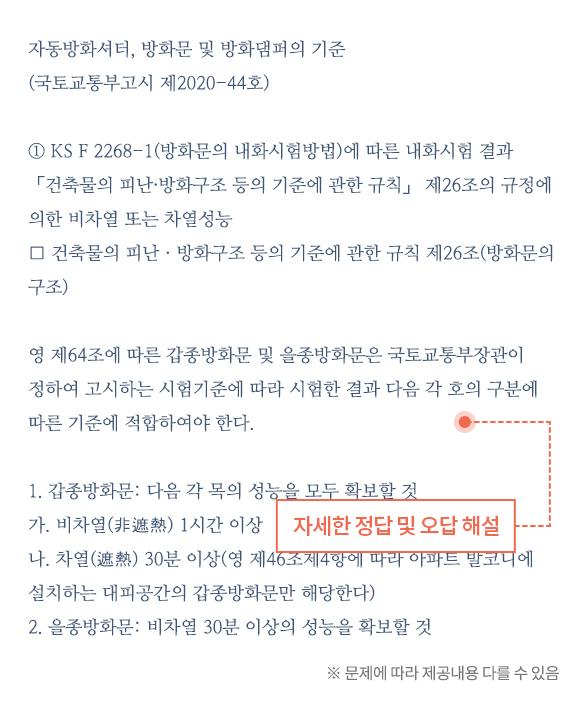 자동방화셔터, 방화문 및 방화댐퍼의 기준
(국토교통부고시 제2020-44호)
① KS F 2268-1(방화문의 내화시험방법)에 따른 내화시험 결과
「건축물의 피난·방화구조 등의 기준에 관한 규칙」 제26조의 규정에
의한 비차열 또는 차열성능
□ 건축물의 피난 · 방화구조 등의 기준에 관한 규칙 제26조(방화문의
구조)
영 제64조에 따른 갑종방화문 및 을종방화문은 국토교통부장관이
정하여 고시하는 시험기준에 따라 시험한 결과 다음 각 호의 구분에
따른 기준에 적합하여야 한다.
1. 갑종방화문: 다음 각 목의 성능을 모두 확보할 것
가. 비차열(非遮熱) 1시간 이상
자세한 정답 및 오답 해설
나. 차열(遮熱) 30분 이상(영 제46조제4항에 따라 아파트 발코니에
설치하는 대피공간의 갑종방화문만 해당한다)
2. 을종방화문: 비차열 30분 이상의 성능을 확보할 것
※ 문제에 따라 제공내용 다를 수 있음